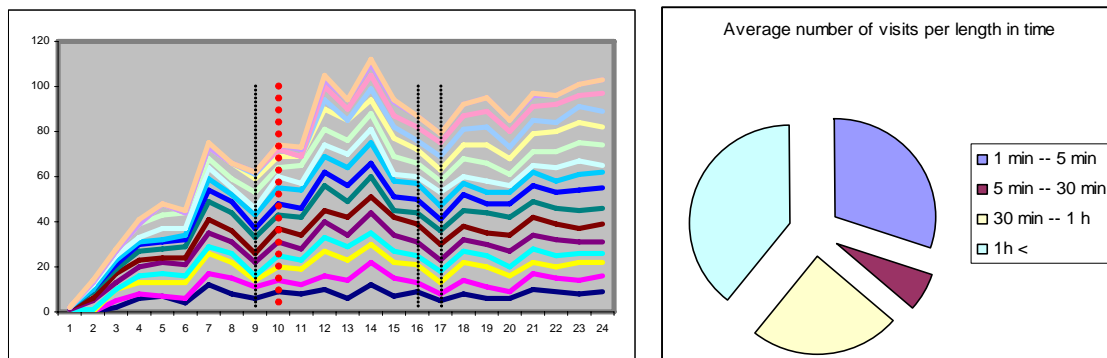 120
100
80
60
40
20
0
1 2 3 4 5 6 7 8 9 10 11 12 13 14 15 16 17 18 19 20 21 22 23 24
Average number of visits per length in time
1 min -- 5 min
5 min -- 30 min
30 min -- 1 h
1h <